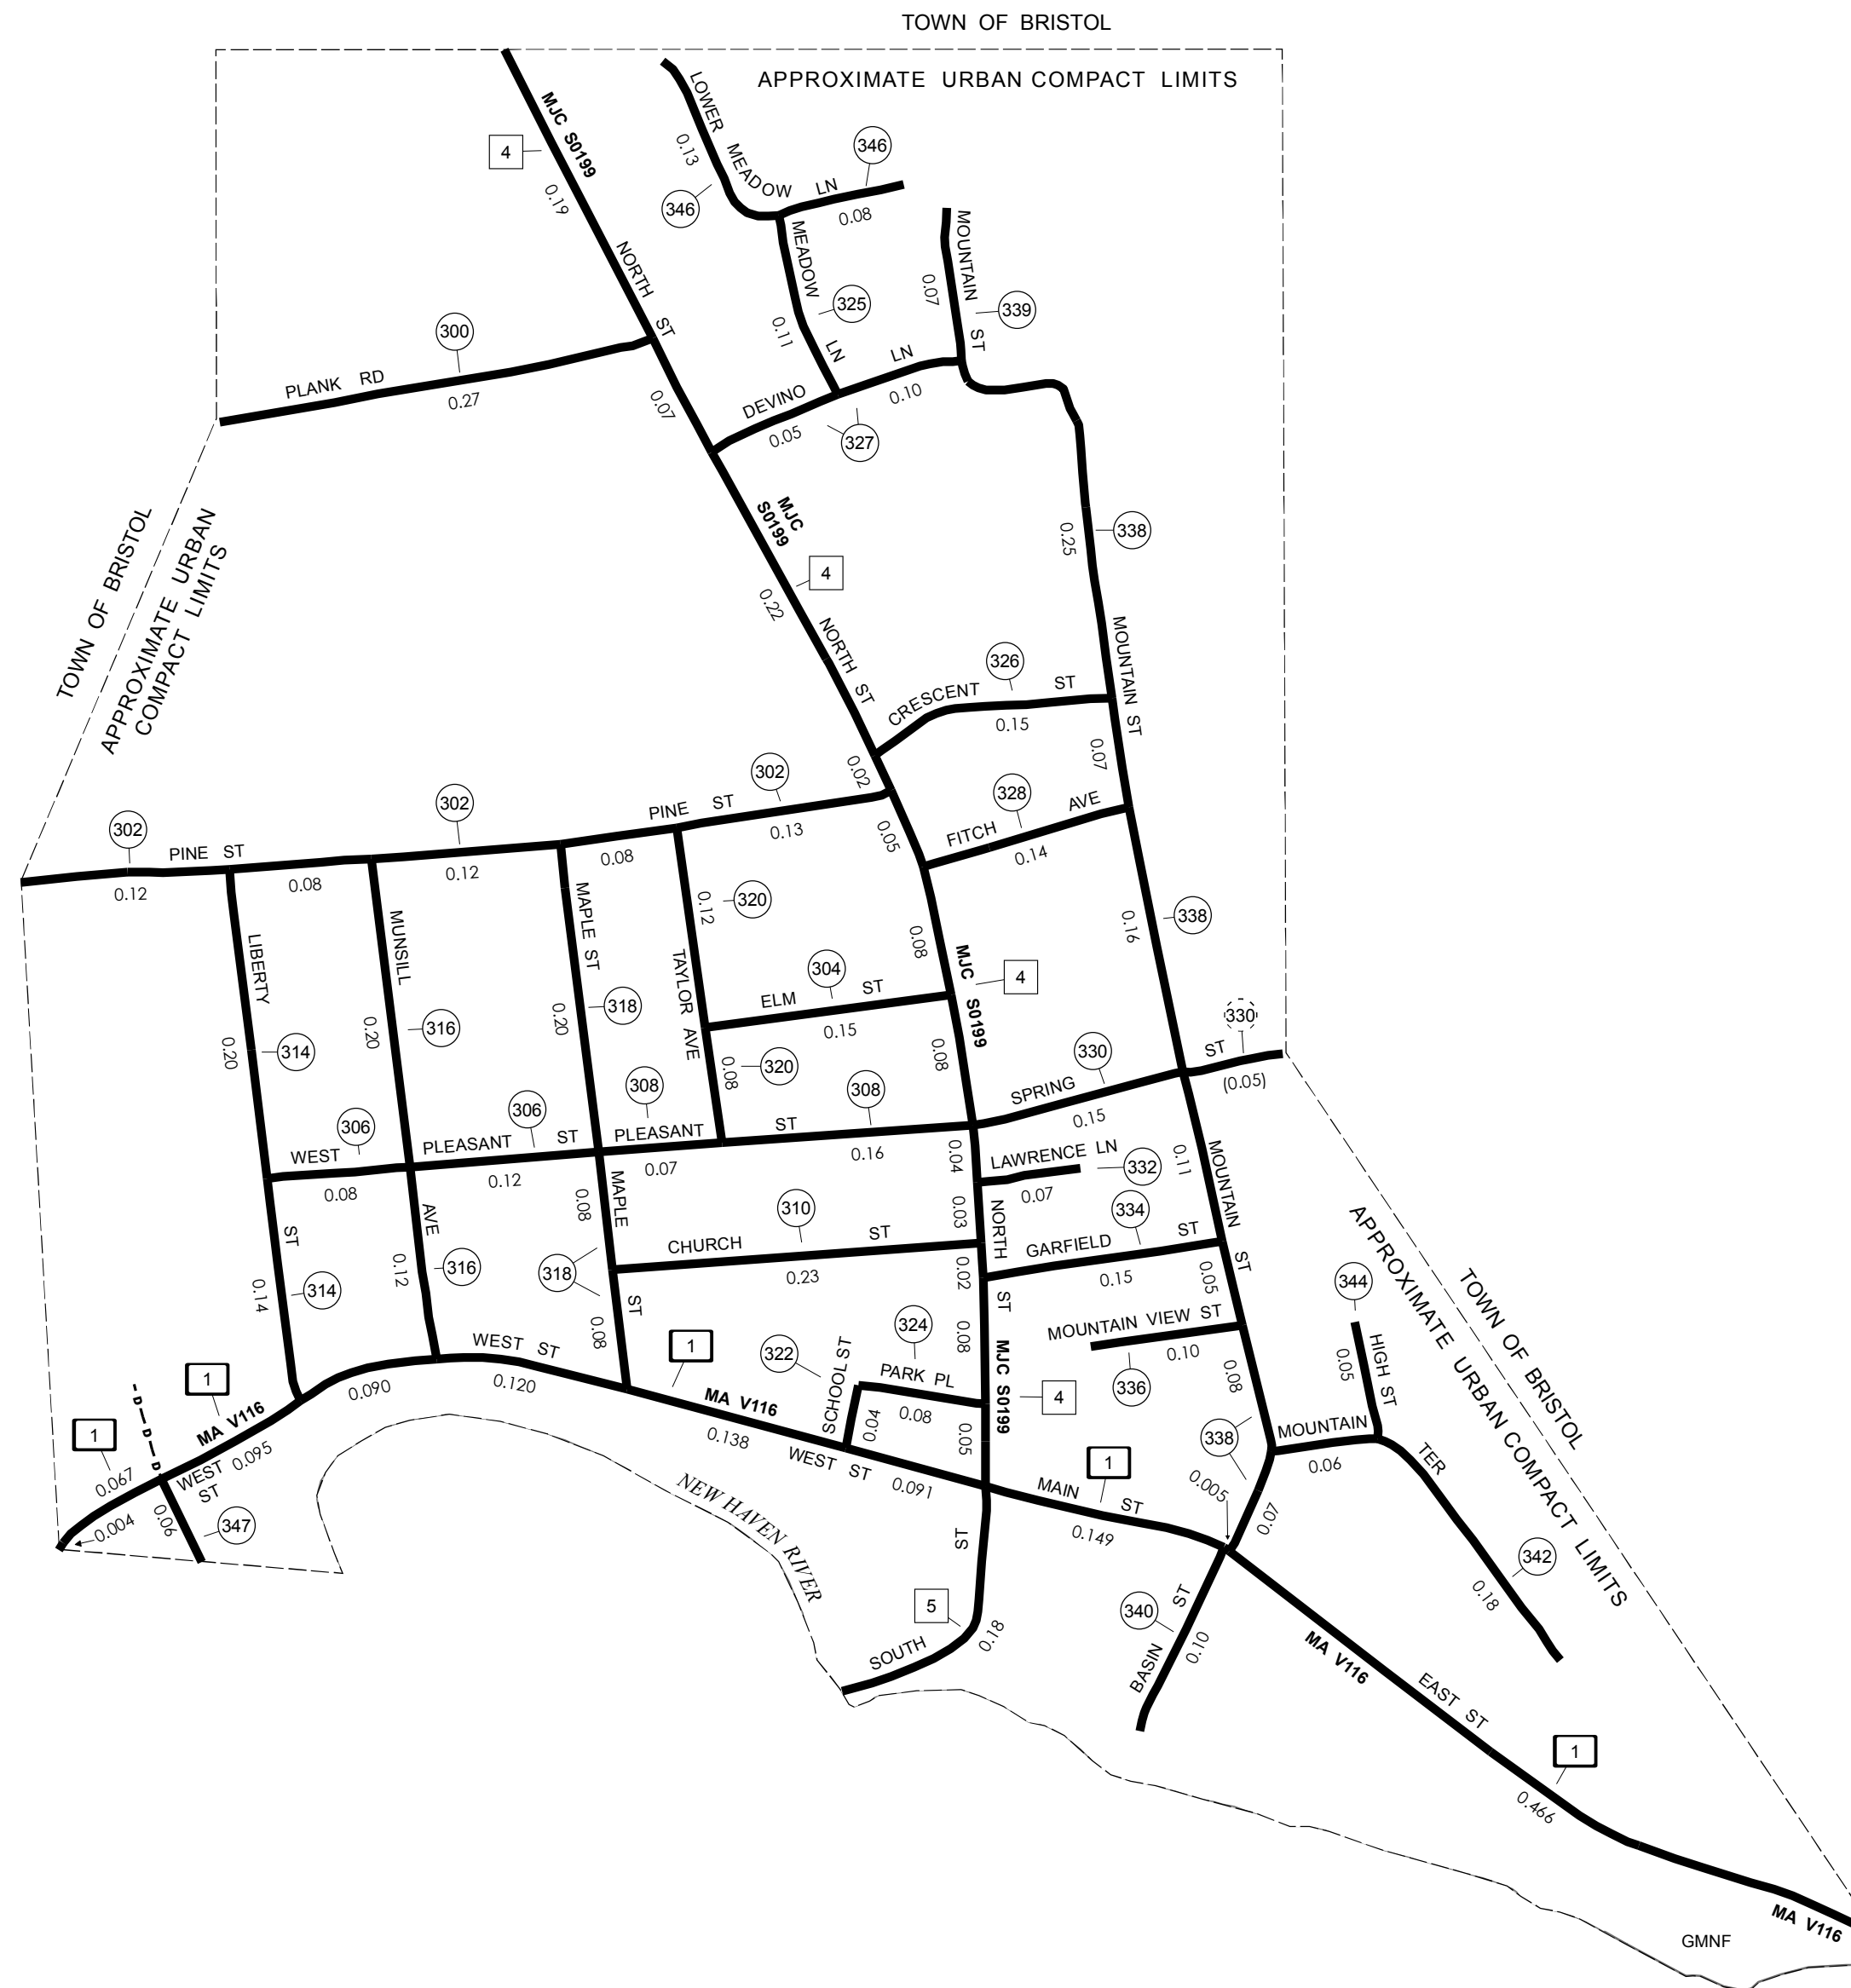 TOWN OF BRISTOL
APPROXIMATE URBAN COMPACT LIMITS
MJC S0199
4
0.19
NORTH ST
LOWER MEADOW LN
0.13
346
346
0.08
MEADOW LN
325
0.11
MOUNTAIN ST
0.07
339
300
PLANK RD
0.27
0.07
DEVINO LN
0.05
0.10
327
TOWN OF BRISTOL
APPROXIMATE URBAN
COMPACT LIMITS
MJC
S0199
4
0.22
NORTH ST
0.25
338
MOUNTAIN ST
326
CRESCENT ST
0.15
0.02
0.07
328
FITCH AVE
0.14
302
302
302
PINE ST
PINE ST
0.12
0.08
0.12
0.08
0.13
0.05
LIBERTY
0.20
314
MUNSILL
0.20
316
MAPLE ST
0.20
318
0.12
320
TAYLOR AVE
0.08
320
304
ELM ST
0.15
0.08
MJC S0199
4
0.08
0.16
338
330
ST
(0.05)
330
SPRING
0.15
306
WEST
0.08
306
PLEASANT ST
0.12
308
PLEASANT
0.07
308
ST
0.16
0.04
LAWRENCE LN
332
0.07
0.11
MOUNTAIN ST
ST
0.14
314
AVE
0.12
316
MAPLE
0.08
318
ST
0.08
310
CHURCH ST
0.23
0.03
NORTH
0.02
ST
334
GARFIELD ST
0.15
0.05
MOUNTAIN VIEW ST
0.10
336
0.08
338
344
HIGH ST
0.05
MOUNTAIN TER
0.06
342
0.18
TOWN OF BRISTOL
APPROXIMATE URBAN COMPACT LIMITS
322
SCHOOL ST
0.04
324
PARK PL
0.08
0.08
MJC S0199
4
0.05
WEST ST
0.090
0.120
1
MA V116
0.138
WEST ST
0.091
1
MA V116
WEST
ST
0.095
1
0.067
0.004
D D D
0.06
347
NEW HAVEN RIVER
MAIN ST
1
0.149
0.005
0.07
ST
5
SOUTH
0.18
340
BASIN ST
0.10
MA V116
EAST ST
1
0.466
MA V116
GMNF